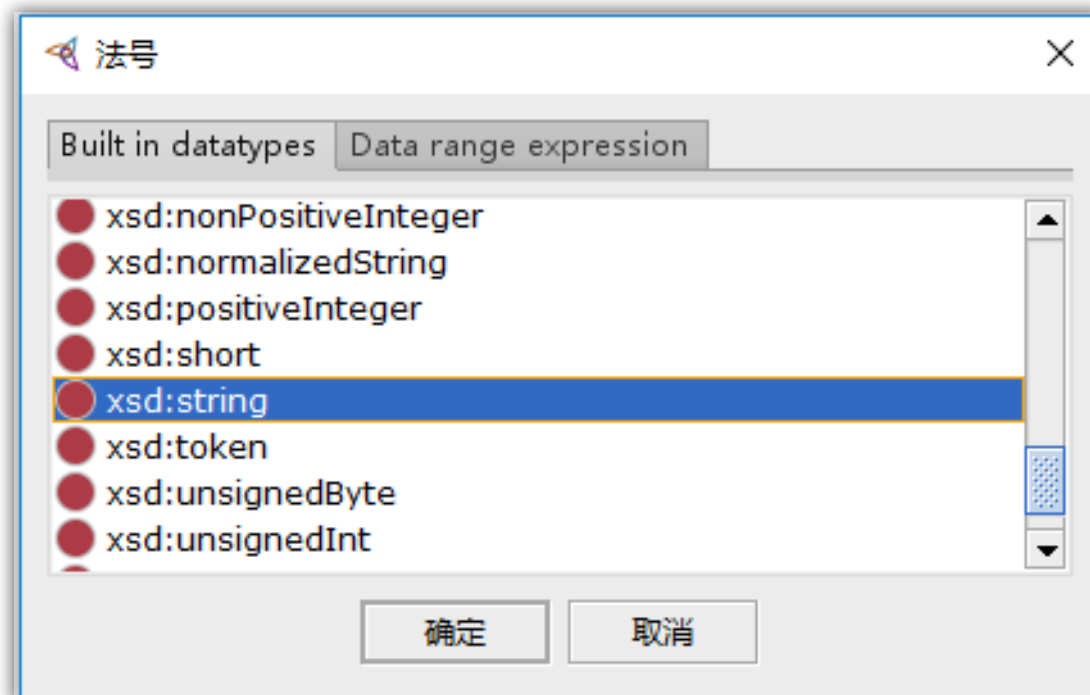 法号
Built in datatypes Data range expression
xsd:nonPositiveInteger
xsd:normalizedString
xsd:positiveInteger
xsd:short
xsd:string
xsd:token
xsd:unsignedByte
xsd:unsignedInt
确定 取消